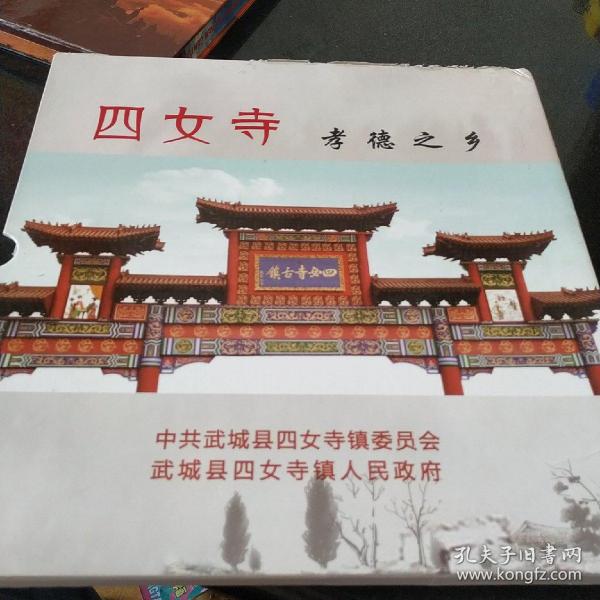 四女寺 孝德之乡
四女寺古镇
中共武城县四女寺镇委员会
武城县四女寺镇人民政府
孔夫子旧書网
www.kongfz.com